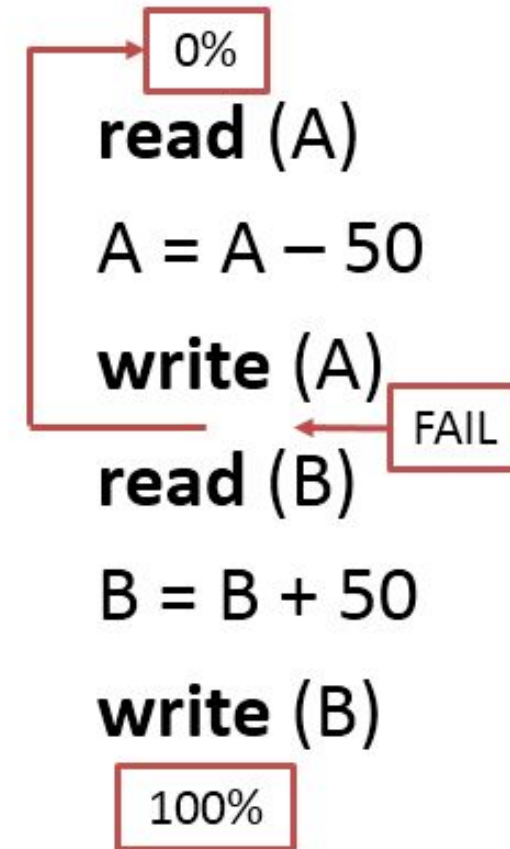 0%
read (A)
A = A – 50
write (A)
FAIL
read (B)
B = B + 50
write (B)
100%